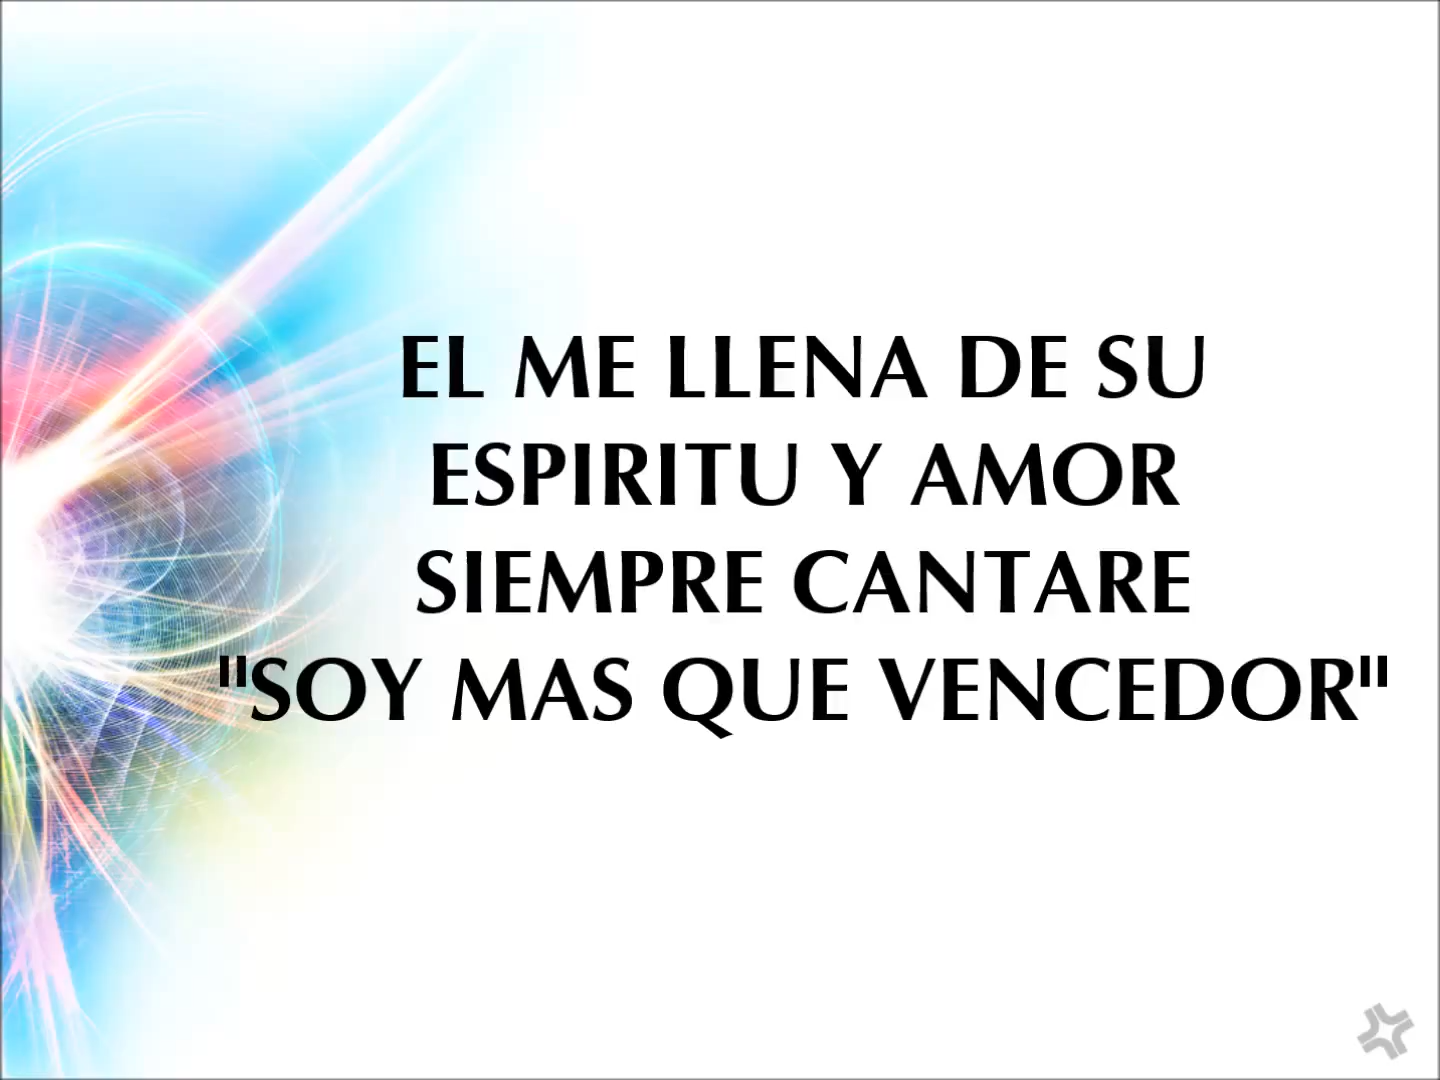 EL ME LLENA DE SU
ESPIRITU Y AMOR
SIEMPRE CANTARE
"SOY MAS QUE VENCEDOR"